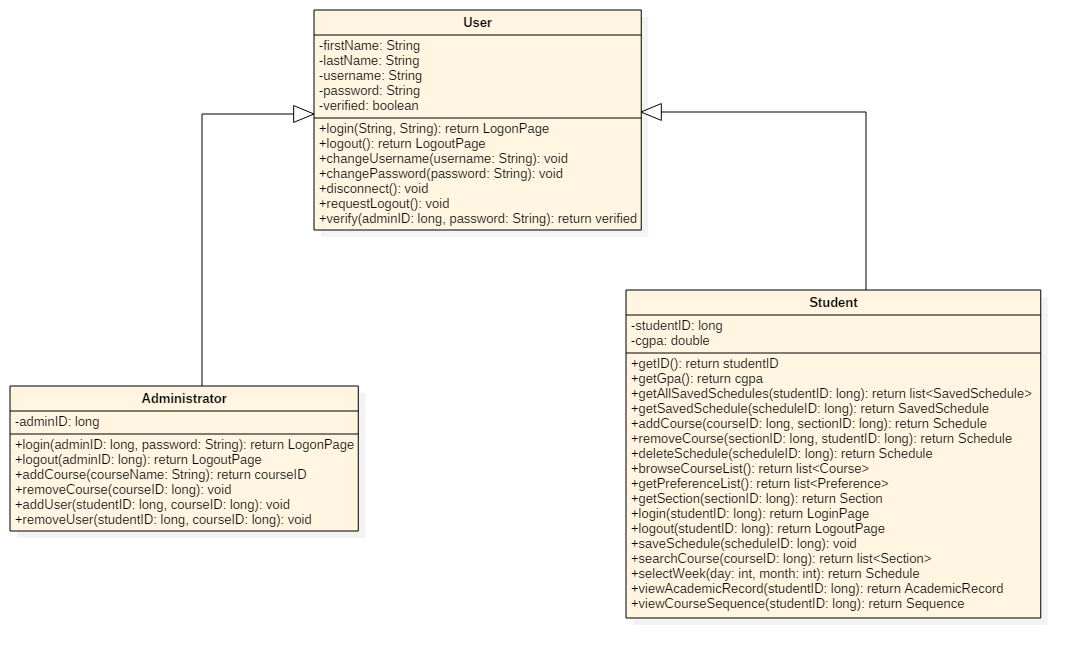 User
-firstName: String
-lastName: String
-username: String
-password: String
-verified: boolean
+login(String, String): return LogonPage
+logout(): return LogoutPage
+changeUsername(username: String): void
+changePassword(password: String): void
+disconnect(): void
+requestLogout(): void
+verify(adminID: long, password: String): return verified
Administrator
-adminID: long
+login(adminID: long, password: String): return LogonPage
+logout(adminID: long): return LogoutPage
+addCourse(courseName: String): return courseID
+removeCourse(courseID: long): void
+addUser(studentID: long, courseID: long): void
+removeUser(studentID: long, courseID: long): void
Student
-studentID: long
-cgpa: double
+getID(): return studentID
+getGpa(): return cgpa
+getAllSavedSchedules(studentID: long): return list<SavedSchedule>
+getSavedSchedule(scheduleID: long): return SavedSchedule
+addCourse(courseID: long, sectionID: long): return Schedule
+removeCourse(sectionID: long, studentID: long): return Schedule
+deleteSchedule(scheduleID: long): return Schedule
+browseCourseList(): return list<Course>
+getPreferenceList(): return list<Preference>
+getSection(sectionID: long): return Section
+login(studentID: long): return LoginPage
+logout(studentID: long): return LogoutPage
+saveSchedule(scheduleID: long): void
+searchCourse(courseID: long): return list<Section>
+selectWeek(day: int, month: int): return Schedule
+viewAcademicRecord(studentID: long): return AcademicRecord
+viewCourseSequence(studentID: long): return Sequence